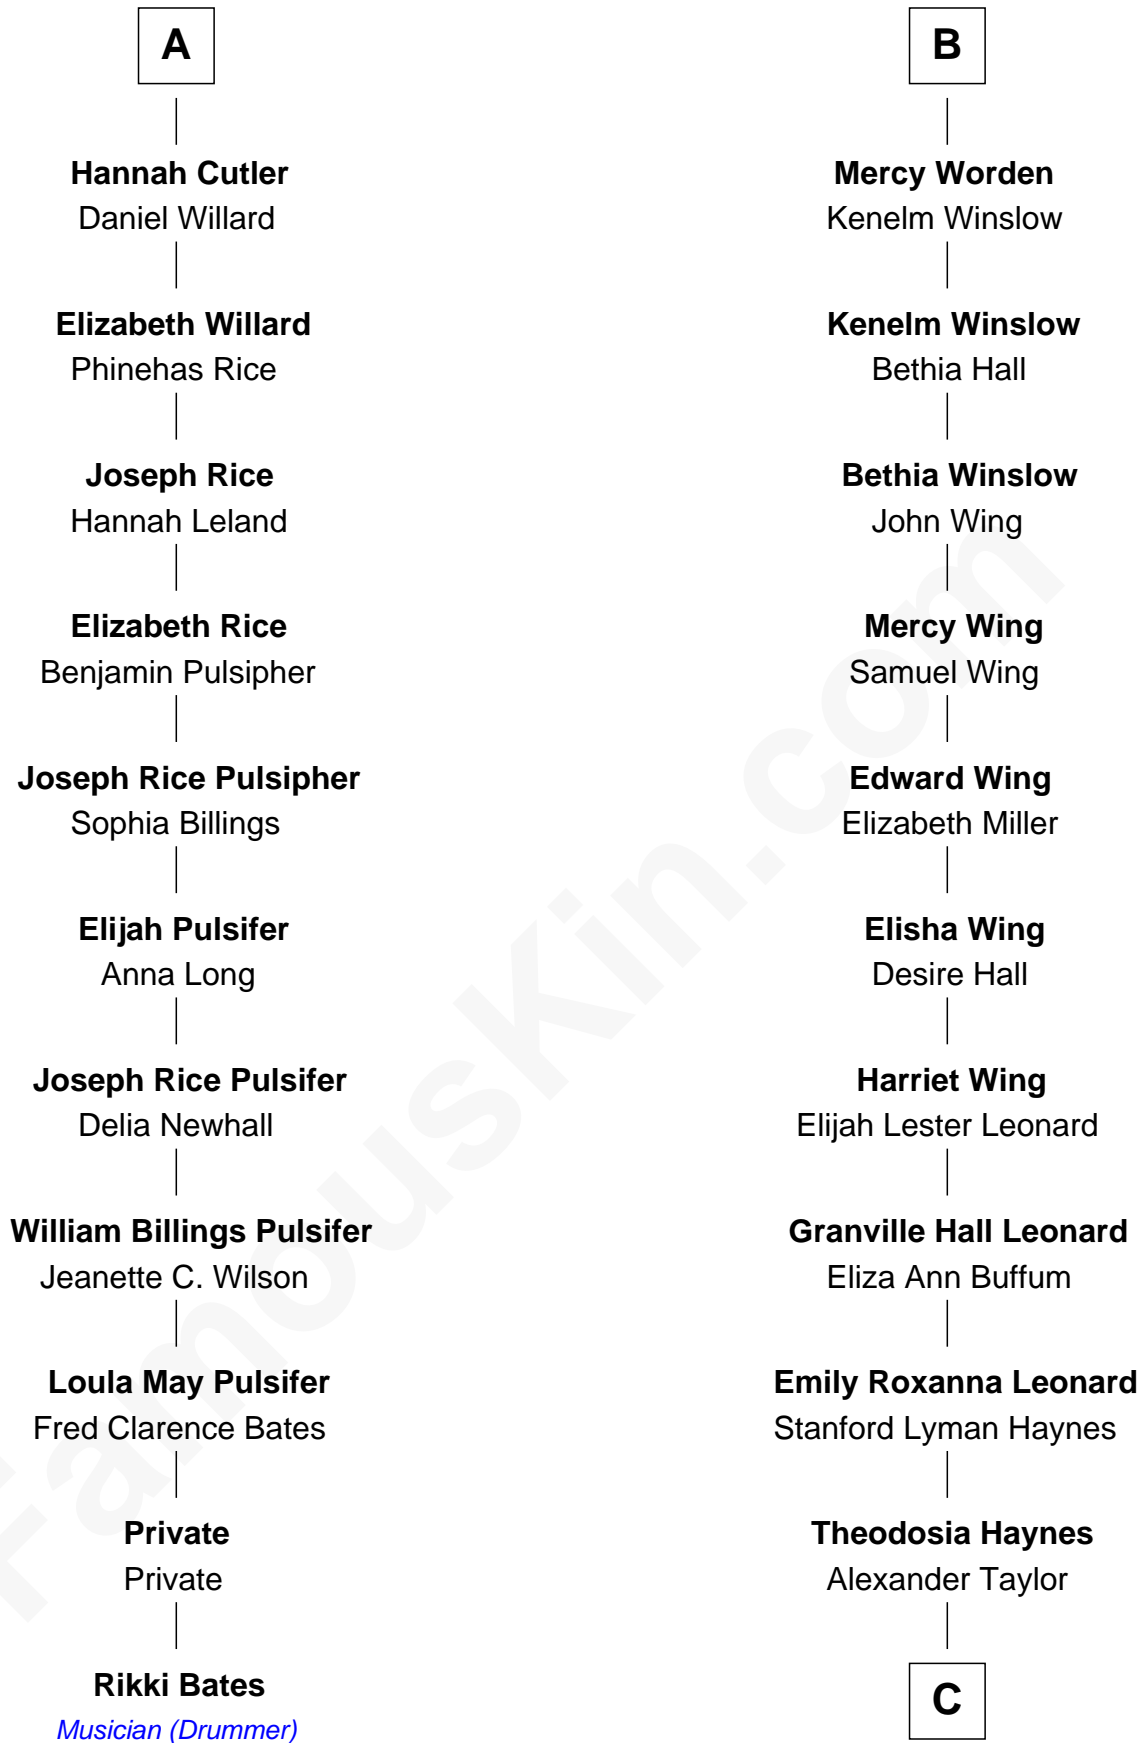 A
Hannah Cutler
Daniel Willard
Elizabeth Willard
Phinehas Rice
Joseph Rice
Hannah Leland
Elizabeth Rice
Benjamin Pulsipher
Joseph Rice Pulsipher
Sophia Billings
Elijah Pulsifer
Anna Long
Joseph Rice Pulsifer
Delia Newhall
William Billings Pulsifer
Jeanette C. Wilson
Loula May Pulsifer
Fred Clarence Bates
Private
Private
Rikki Bates
Musician (Drummer)
B
Mercy Worden
Kenelm Winslow
Kenelm Winslow
Bethia Hall
Bethia Winslow
John Wing
Mercy Wing
Samuel Wing
Edward Wing
Elizabeth Miller
Elisha Wing
Desire Hall
Harriet Wing
Elijah Lester Leonard
Granville Hall Leonard
Eliza Ann Buffum
Emily Roxanna Leonard
Stanford Lyman Haynes
Theodosia Haynes
Alexander Taylor
C
FamousKin.com